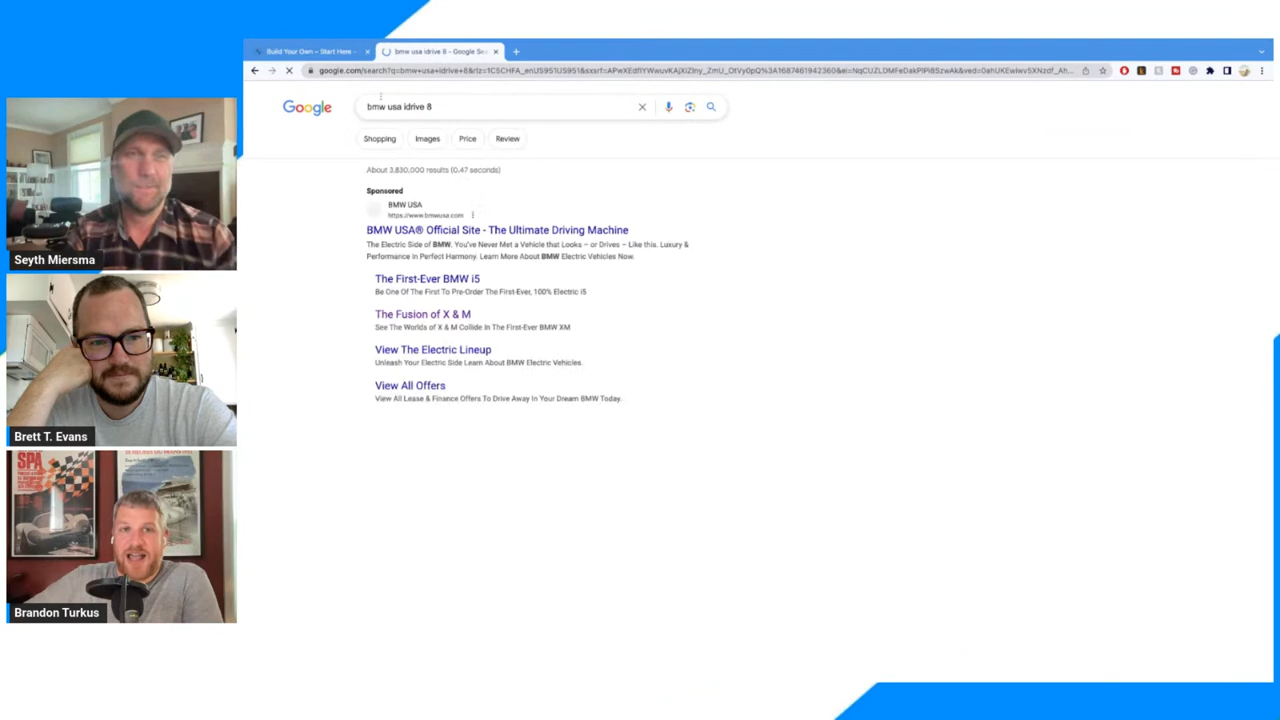 Build Your Own – Start Here –
bmw usa idrive 8 – Google Sea
Google
bmw usa idrive 8
Shopping
Images
Price
Review
About 3,830,000 results (0.47 seconds)
Sponsored
BMW USA
https://www.bmwusa.com
BMW USA® Official Site - The Ultimate Driving Machine
The Electric Side of BMW. You've Never Met a Vehicle that Looks – or Drives – Like this. Luxury &
Performance in Perfect Harmony. Learn More About BMW Electric Vehicles Now.
The First-Ever BMW i5
Be One Of The First To Pre-Order The First-Ever, 100% Electric i5
The Fusion of X & M
See The Worlds of X & M Collide In The First-Ever BMW XM
View The Electric Lineup
Unleash Your Electric Side Learn About BMW Electric Vehicles.
View All Offers
View All Lease & Finance Offers To Drive Away In Your Dream BMW Today.
Seyth Miersma
Brett T. Evans
SPA
Brandon Turkus